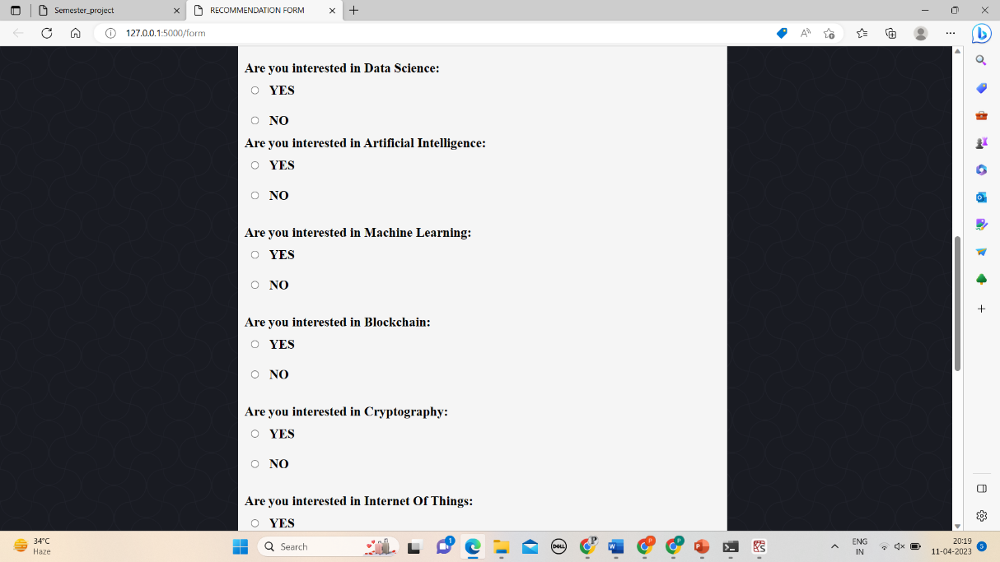 Semester_project
RECOMMENDATION FORM
127.0.0.1:5000/form
Are you interested in Data Science:
YES
NO
Are you interested in Artificial Intelligence:
YES
NO
Are you interested in Machine Learning:
YES
NO
Are you interested in Blockchain:
YES
NO
Are you interested in Cryptography:
YES
NO
Are you interested in Internet Of Things:
YES
34°C
Haze
Search
1
DELL
P
W
P
P
P
ENG
IN
20:19
11-04-2023
5